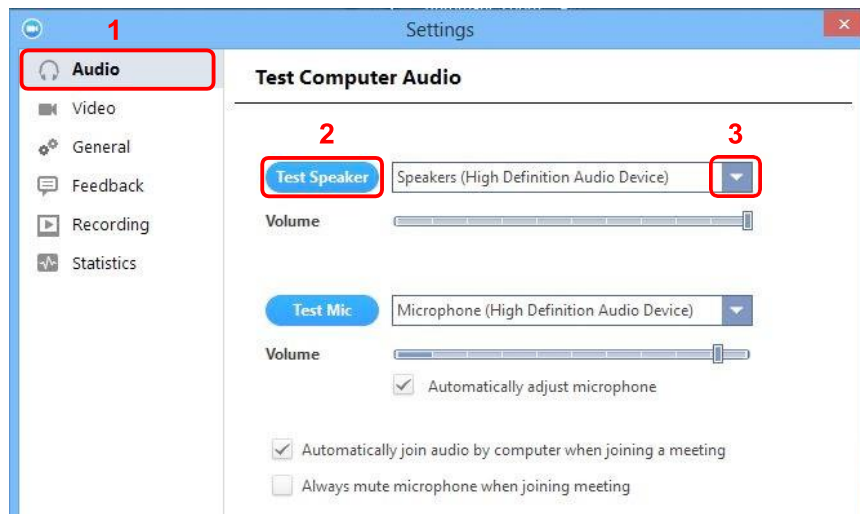 Settings
1
Audio
Video
General
Feedback
Recording
Statistics
Test Computer Audio
2
3
Test Speaker
Speakers (High Definition Audio Device)
Volume
Test Mic
Microphone (High Definition Audio Device)
Volume
Automatically adjust microphone
Automatically join audio by computer when joining a meeting
Always mute microphone when joining meeting